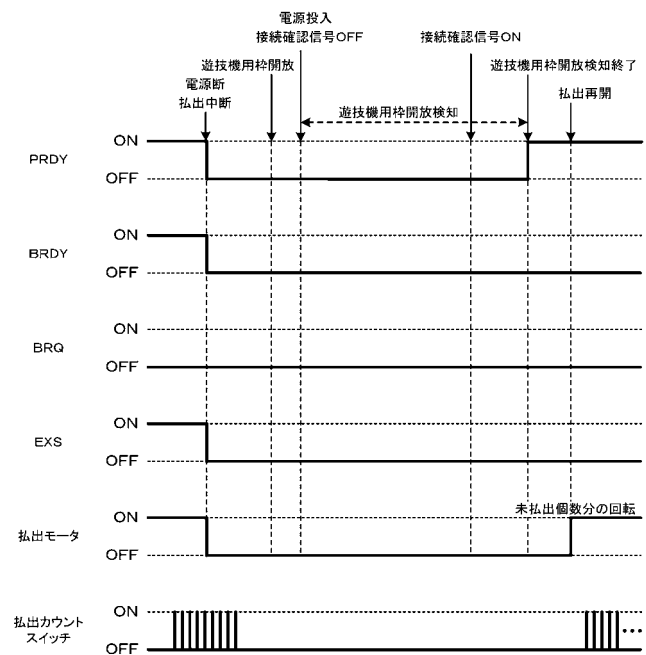 電源投入
接続確認信号OFF
接続確認信号ON
遊技機用枠開放
遊技機用枠開放検知終了
電源断
払出中断
払出再開
遊技機用枠開放検知
PRDY
ON
OFF
BRDY
ON
OFF
BRQ
ON
OFF
EXS
ON
OFF
払出モータ
ON
OFF
未払出個数分の回転
払出カウント
スイッチ
ON
OFF
…